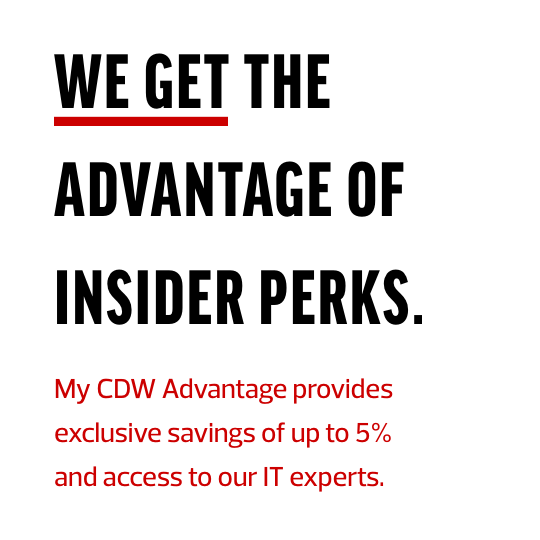 WE GET THE
ADVANTAGE OF
INSIDER PERKS.
My CDW Advantage provides
exclusive savings of up to 5%
and access to our IT experts.